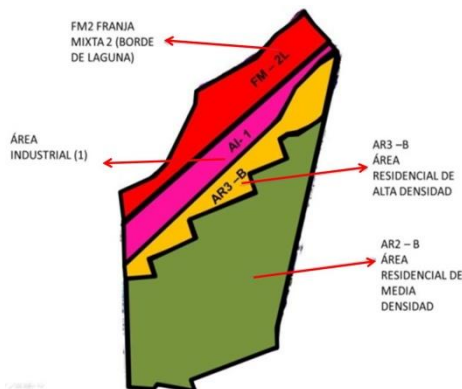 FM2 FRANJA
MIXTA 2 (BORDE
DE LAGUNA)
FM – 2L
ÁREA
INDUSTRIAL (1)
AI- 1
AR3 –B
AR3 –B
ÁREA
RESIDENCIAL DE
ALTA DENSIDAD
AR2 – B
ÁREA
RESIDENCIAL DE
MEDIA
DENSIDAD